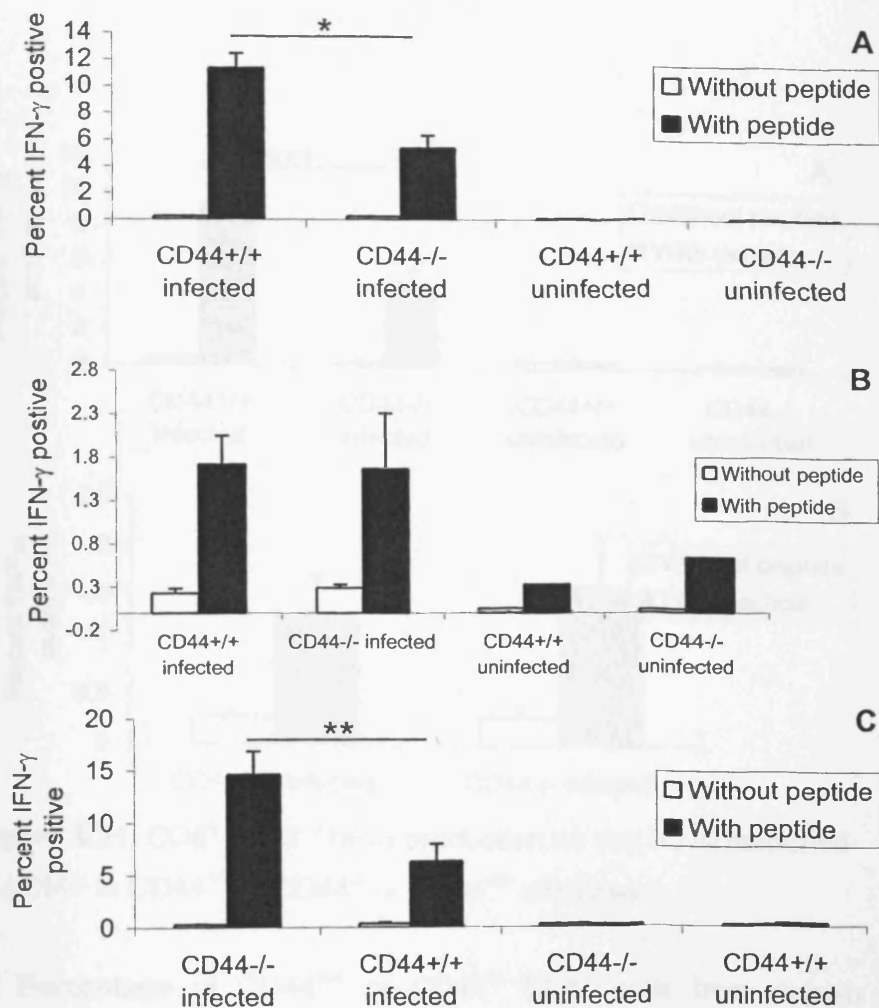 A
Percent IFN-γ postive
14
12
10
8
6
4
2
0
*
Without peptide
With peptide
CD44+/+
infected
CD44-/-
infected
CD44+/+
uninfected
CD44-/-
uninfected
B
Percent IFN-γ postive
2.8
2.3
1.8
1.3
0.3
-0.2
Without peptide
With peptide
CD44+/+
infected
CD44-/- infected
CD44+/+
uninfected
CD44-/-
uninfected
C
Percent IFN-γ
positive
20
15
10
5
0
**
Without peptide
With peptide
CD44-/-
infected
CD44+/+
infected
CD44-/-
uninfected
CD44+/+
uninfected